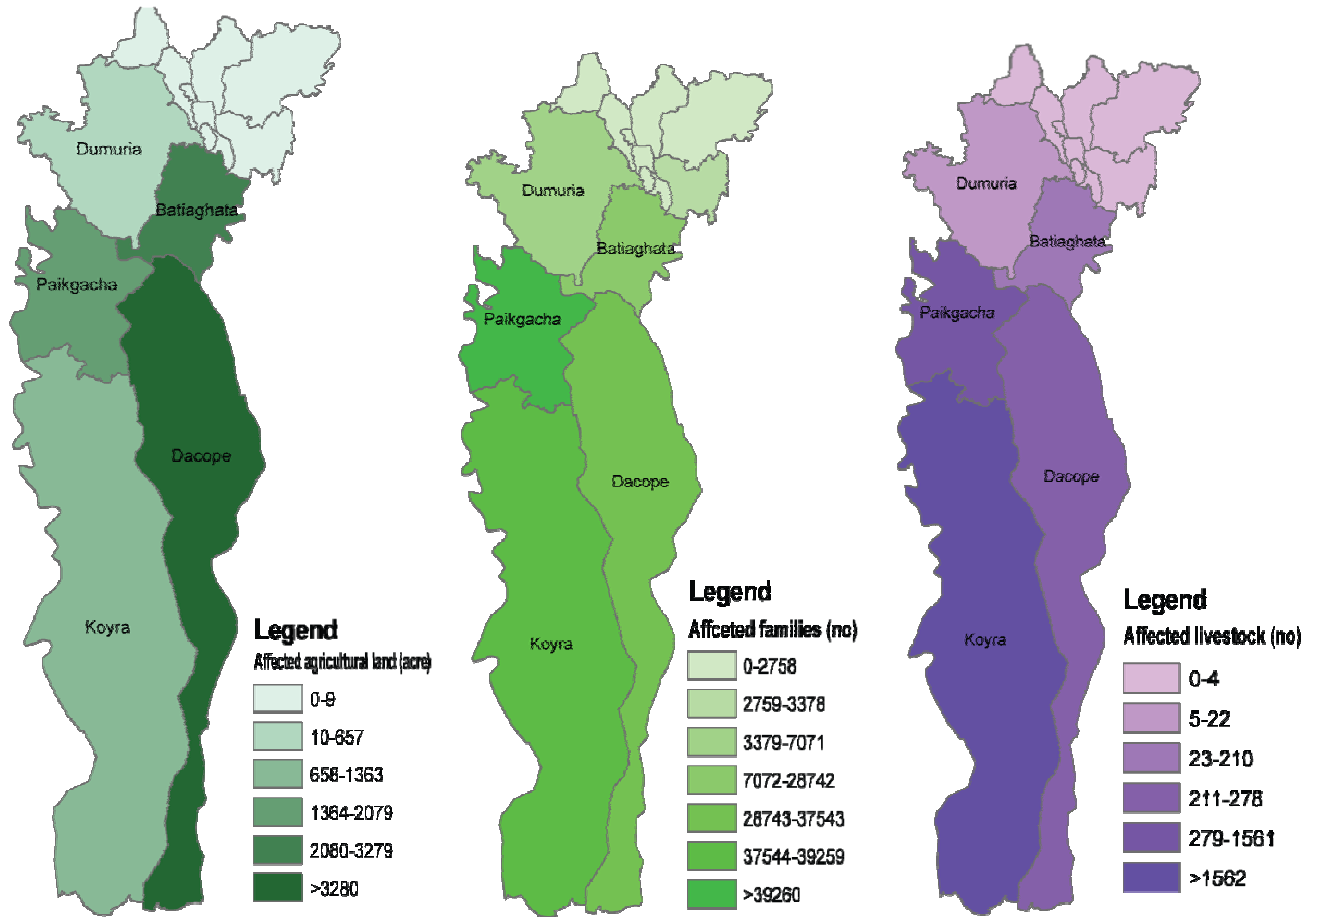 Dumuria
Batiaghata
Paikgacha
Dacope
Koyra
Legend
Affected agricultural land (acre)
0-9
10-657
658-1363
1364-2079
2080-3279
>3280
Dumuria
Batiaghata
Paikgacha
Dacope
Koyra
Legend
Affceted families (no)
0-2758
2759-3378
3379-7071
7072-28742
28743-37543
37544-39259
>39260
Dumuria
Batiaghata
Paikgacha
Dacope
Koyra
Legend
Affected livestock (no)
0-4
5-22
23-210
211-278
279-1561
>1562